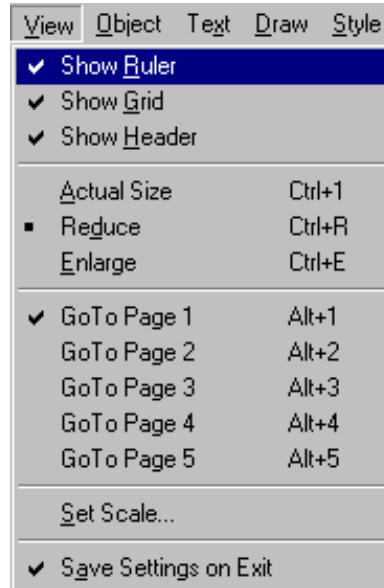 View Object Text Draw Style
Show Ruler
Show Grid
Show Header
Actual Size Ctrl+1
Reduce Ctrl+R
Enlarge Ctrl+E
GoTo Page 1 Alt+1
GoTo Page 2 Alt+2
GoTo Page 3 Alt+3
GoTo Page 4 Alt+4
GoTo Page 5 Alt+5
Set Scale...
Save Settings on Exit